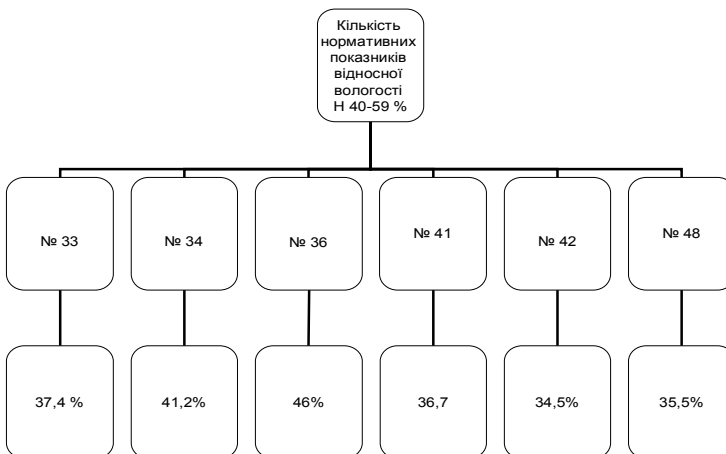 Кількість
нормативних
показників
відносної
вологості
Н 40-59 %
№ 33
№ 34
№ 36
№ 41
№ 42
№ 48
37,4 %
41,2%
46%
36,7
34,5%
35,5%